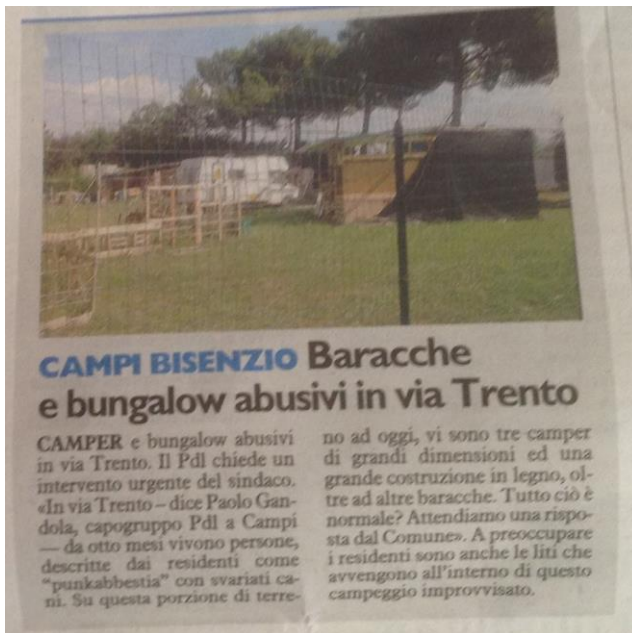 CAMPI BISENZIO Baracche
e bungalow abusivi in via Trento
CAMPER e bungalow abusivi
in via Trento. Il Pdl chiede un
intervento urgente del sindaco.
«In via Trento – dice Paolo Gan-
dola, capogruppo Pdl a Campi
— da otto mesi vivono persone,
descritte dai residenti come
"punkabbestia" con svariati ca-
ni. Su questa porzione di terre-
no ad oggi, vi sono tre camper
di grandi dimensioni ed una
grande costruzione in legno, ol-
tre ad altre baracche. Tutto ciò è
normale? Attendiamo una rispo-
sta dal Comune». A preoccupare
i residenti sono anche le liti che
avvengono all'interno di questo
campeggio improvvisato.